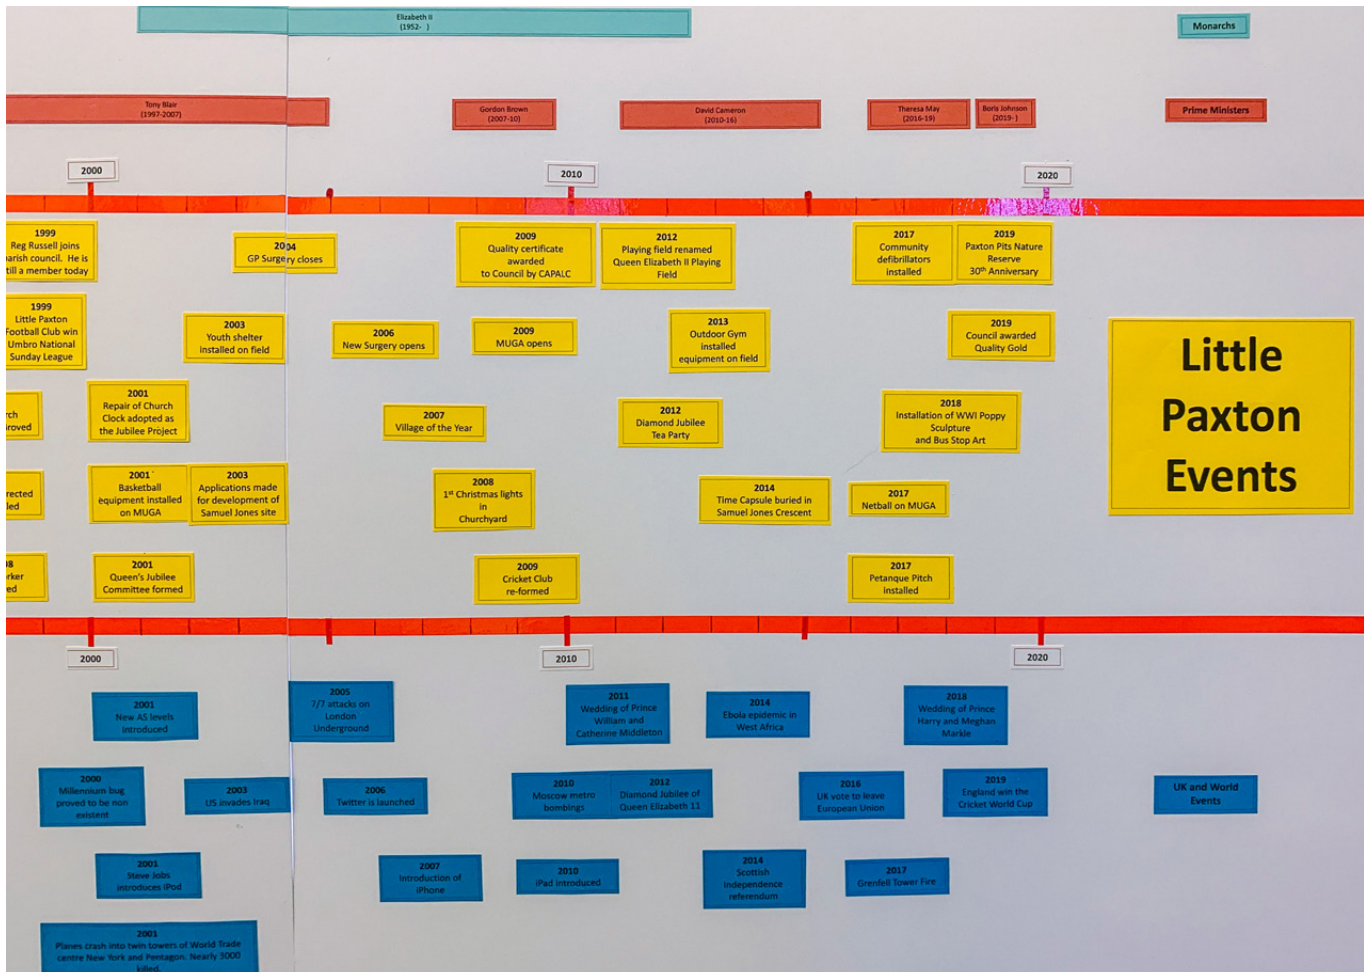 Elizabeth II
(1952- )
Monarchs
Tony Blair
(1997-2007)
Gordon Brown
(2007-10)
David Cameron
(2010-16)
Theresa May
(2016-19)
Boris Johnson
(2019- )
Prime Ministers
2000
2010
2020
1999
Reg Russell joins
arish council. He is
till a member today
2004
GP Surgery closes
2009
Quality certificate
awarded
to Council by CAPALC
2012
Playing field renamed
Queen Elizabeth II Playing
Field
2017
Community
defibrillators
installed
2019
Paxton Pits Nature
Reserve
30th Anniversary
1999
Little Paxton
Football Club win
Umbro National
Sunday League
2003
Youth shelter
installed on field
2006
New Surgery opens
2009
MUGA opens
2013
Outdoor Gym
installed
equipment on field
2019
Council awarded
Quality Gold
Little
Paxton
Events
rch
roved
2001
Repair of Church
Clock adopted as
the Jubilee Project
2007
Village of the Year
2012
Diamond Jubilee
Tea Party
2018
Installation of WWI Poppy
Sculpture
and Bus Stop Art
rected
led
2001
Basketball
equipment installed
on MUGA
2003
Applications made
for development of
Samuel Jones site
2008
1st Christmas lights
in
Churchyard
2014
Time Capsule buried in
Samuel Jones Crescent
2017
Netball on MUGA
08
rker
ed
2001
Queen's Jubilee
Committee formed
2009
Cricket Club
re-formed
2017
Petanque Pitch
installed
2000
2010
2020
2001
New AS levels
introduced
2005
7/7 attacks on
London
Underground
2011
Wedding of Prince
William and
Catherine Middleton
2014
Ebola epidemic in
West Africa
2018
Wedding of Prince
Harry and Meghan
Markle
2000
Millennium bug
proved to be non
existent
2003
US invades Iraq
2006
Twitter is launched
2010
Moscow metro
bombings
2012
Diamond Jubilee of
Queen Elizabeth 11
2016
UK vote to leave
European Union
2019
England win the
Cricket World Cup
UK and World
Events
2001
Steve Jobs
introduces iPod
2007
Introduction of
iPhone
2010
iPad introduced
2014
Scottish
Independence
referendum
2017
Grenfell Tower Fire
2001
Planes crash into twin towers of World Trade
centre New York and Pentagon. Nearly 3000
killed.